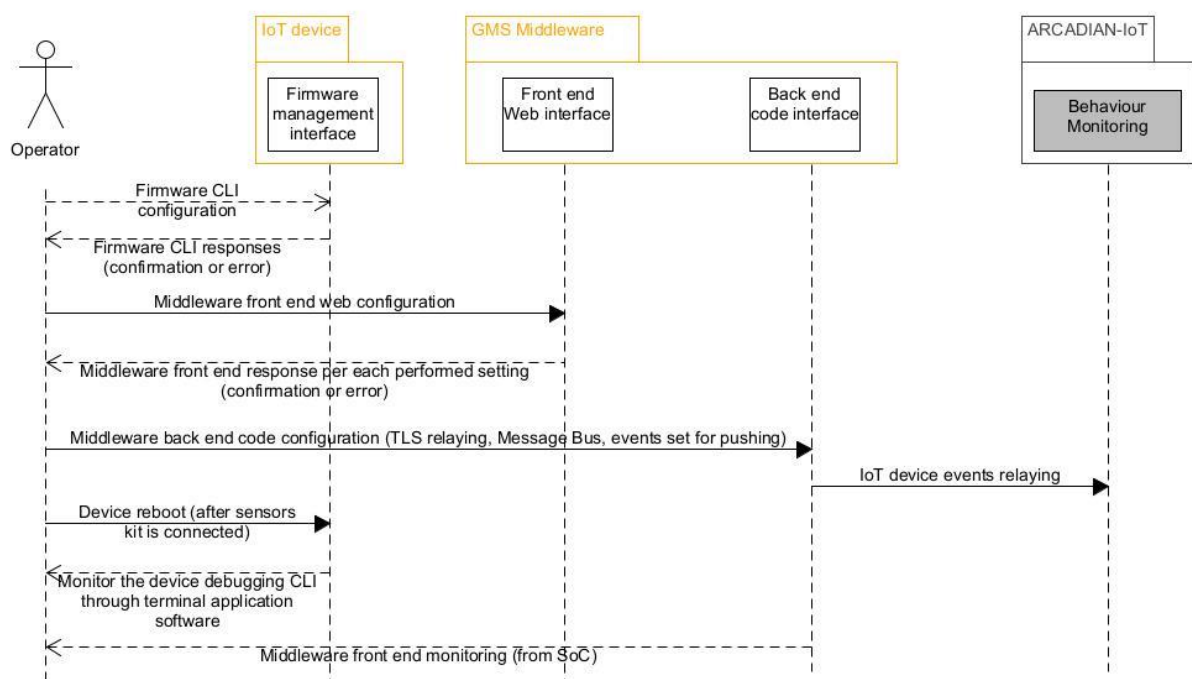 IoT device
GMS Middleware
ARCADIAN-IoT
Firmware
management
interface
Front end
Web interface
Back end
code interface
Behaviour
Monitoring
Operator
Firmware CLI
configuration
Firmware CLI responses
(confirmation or error)
Middleware front end web configuration
Middleware front end response per each performed setting
(confirmation or error)
Middleware back end code configuration (TLS relaying, Message Bus, events set for pushing)
IoT device events relaying
Device reboot (after sensors
kit is connected)
Monitor the device debugging CLI
through terminal application
software
Middleware front end monitoring (from SoC)